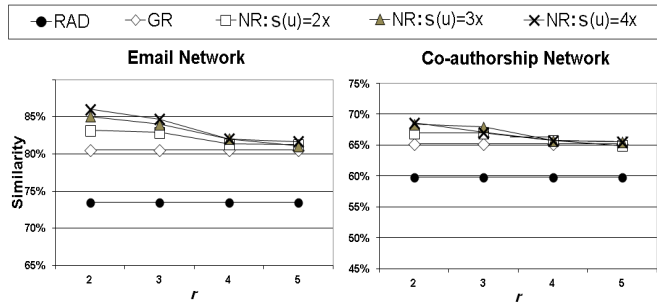 RAD GR NR: s(u)=2x NR: s(u)=3x NR: s(u)=4x
Email Network
85%
80%
75%
70%
65%
Similarity
2 3 4 5
r
Co-authorship Network
75%
70%
65%
60%
55%
50%
45%
2 3 4 5
r